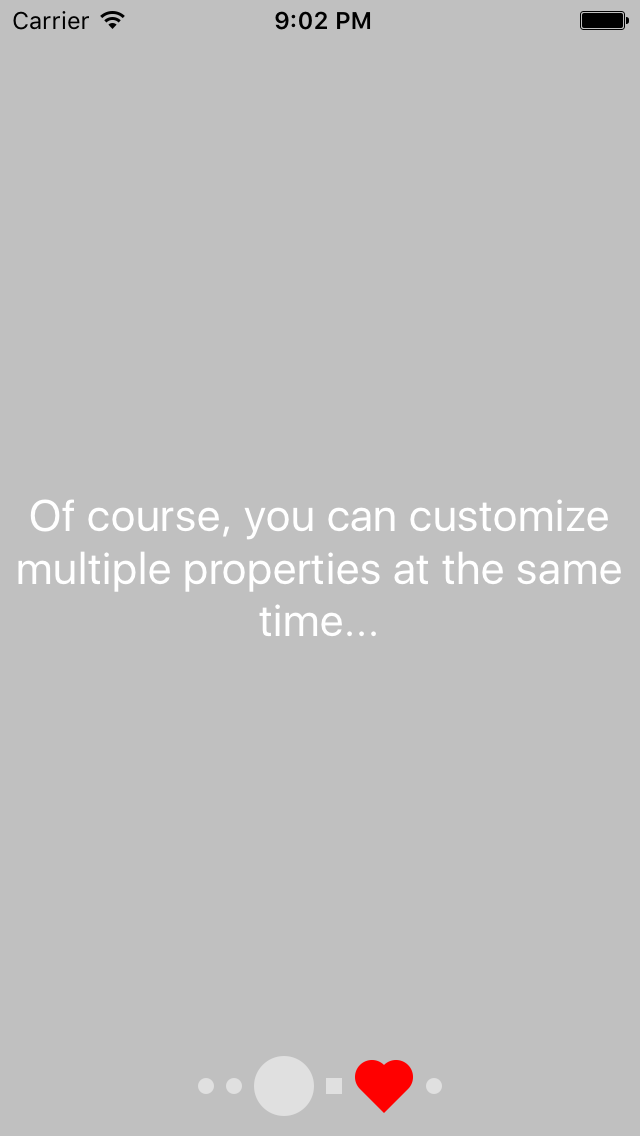 Carrier 9:02 PM
Of course, you can customize
multiple properties at the same
time...